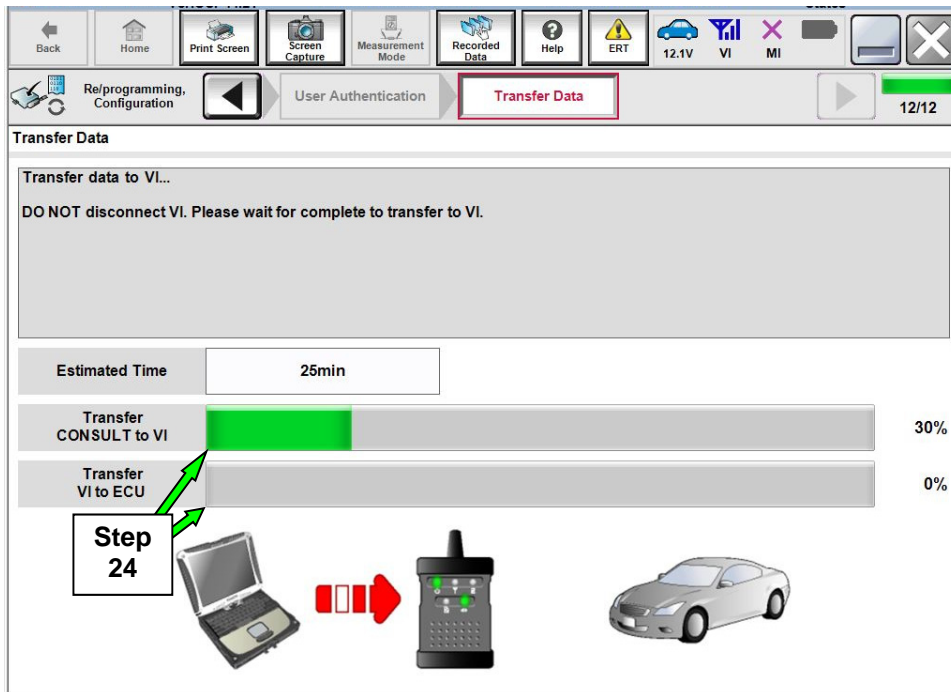 Back
Home
Print Screen
Screen
Capture
Measurement
Mode
Recorded
Data
Help
ERT
12.1V
VI
MI
Re/programming,
Configuration
User Authentication
Transfer Data
12/12
Transfer Data
Transfer data to VI...
DO NOT disconnect VI. Please wait for complete to transfer to VI.
Estimated Time
25min
Transfer
CONSULT to VI
30%
Transfer
VI to ECU
0%
Step
24